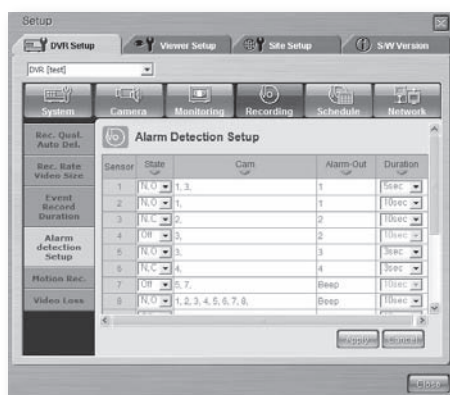 Setup
DVR Setup Viewer Setup Site Setup S/W Version
DVR [test]
System Camera Monitoring Recording Schedule Network
Rec. Qual.
Auto Del.
Rec. Rate
Video Size
Event
Record
Duration
Alarm
detection
Setup
Motion Rec.
Video Loss
Alarm Detection Setup
Sensor State Cam Alarm-Out Duration
1 N.O 1, 3, 1 5sec
2 N.O 1, 1 10sec
3 N.C 2, 2 10sec
4 Off 3, 2 10sec
5 N.O 3, 3 3sec
6 N.C 4, 4 3sec
7 Off 5, 7, Beep 10sec
8 N.O 1, 2, 3, 4, 5, 6, 7, 8, Beep 10sec
Apply Cancel
Close